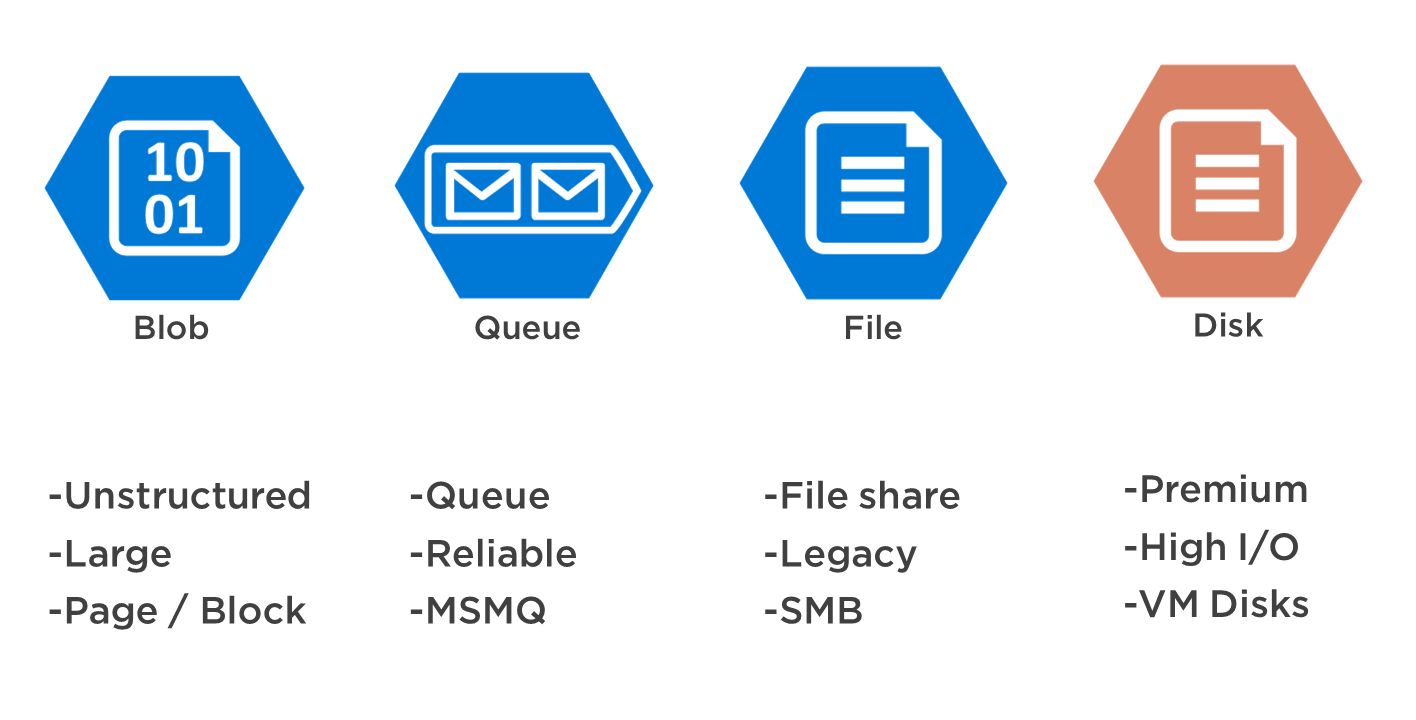 10
01
Blob
Queue
File
Disk
-Unstructured
-Large
-Page / Block
-Queue
-Reliable
-MSMQ
-File share
-Legacy
-SMB
-Premium
-High I/O
-VM Disks